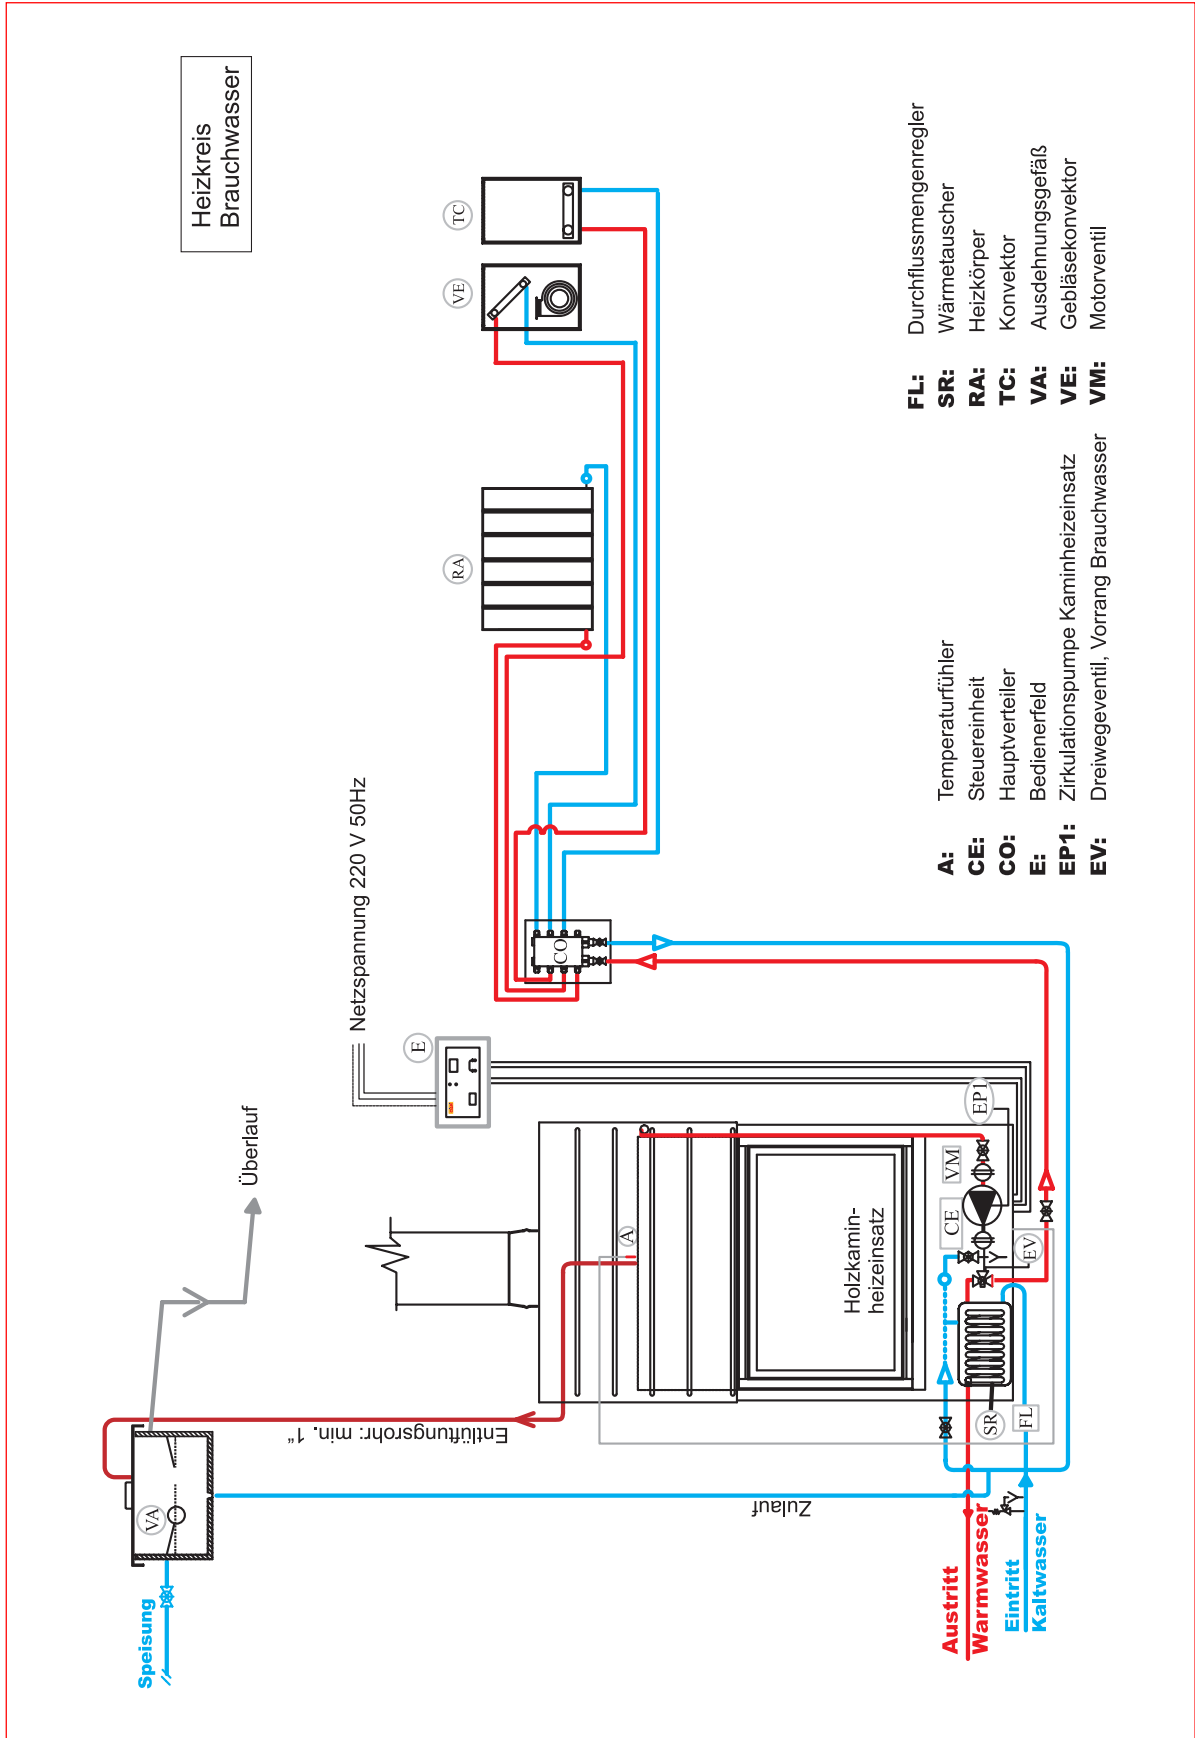 Heizkreis
Brauchwasser
Speisung
VA
Überlauf
Entlüftungsrohr: min. 1"
Zulauf
Netzspannung 220 V 50Hz
E
A
Holzkamin-
heizeinsatz
CO
RA
VE
TC
EP1
VM
CE
EV
SR
FL
Austritt
Warmwasser
Eintritt
Kaltwasser
A: Temperaturfühler
CE: Steuereinheit
CO: Hauptverteiler
E: Bedienerfeld
EP1: Zirkulationspumpe Kaminheizeinsatz
EV: Dreiwegeventil, Vorrang Brauchwasser
FL: Durchflussmengenregler
SR: Wärmetauscher
RA: Heizkörper
TC: Konvektor
VA: Ausdehnungsgefäß
VE: Gebläsekonvektor
VM: Motorventil